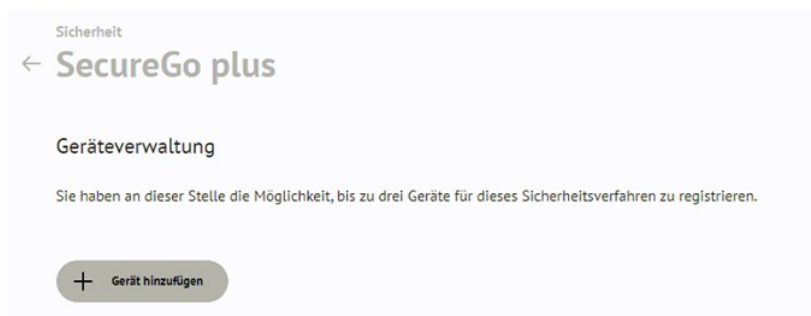 Sicherheit
SecureGo plus
Geräteverwaltung
Sie haben an dieser Stelle die Möglichkeit, bis zu drei Geräte für dieses Sicherheitsverfahren zu registrieren.
Gerät hinzufügen